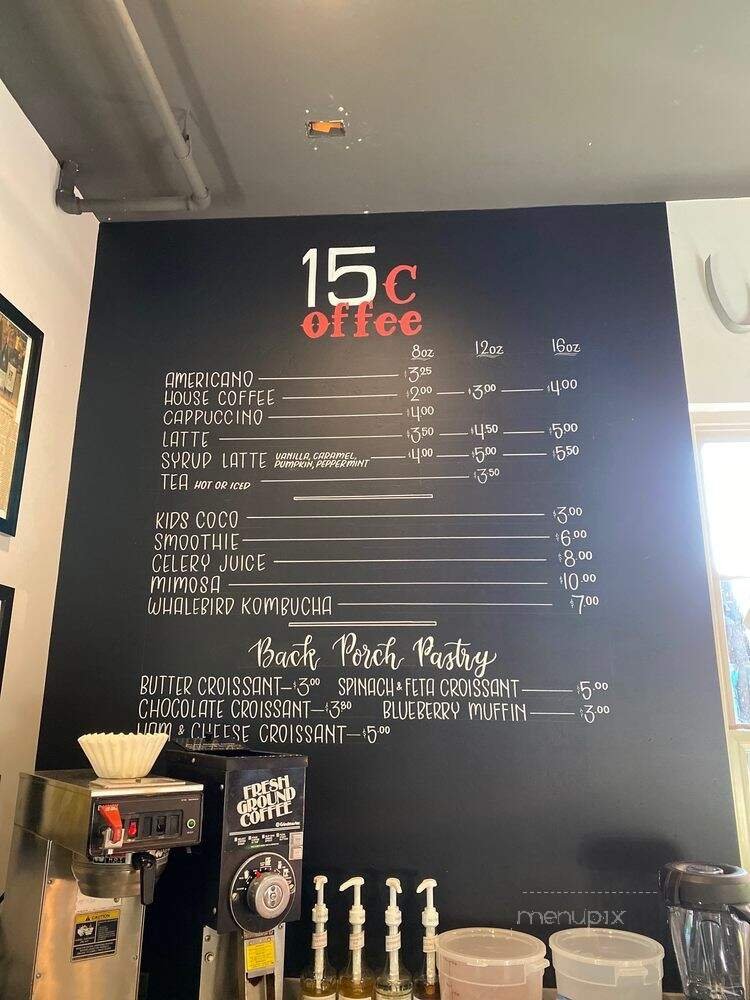 15c
offee
8oz 12oz 16oz
AMERICANO $3.25
HOUSE COFFEE $2.00 $3.00 $4.00
CAPPUCCINO $4.00
LATTE $3.50 $4.50 $5.00
SYRUP LATTE VANILLA, CARAMEL, PUMPKIN, PEPPERMINT $4.00 $5.00 $5.50
TEA HOT OR ICED $3.50
KIDS COCO $3.00
SMOOTHIE $6.00
CELERY JUICE $8.00
MIMOSA $10.00
WHALEBIRD KOMBUCHA $7.00
Back Porch Pastry
BUTTER CROISSANT $3.00 SPINACH & FETA CROISSANT $5.00
CHOCOLATE CROISSANT $3.80 BLUEBERRY MUFFIN $3.00
HAM & CHEESE CROISSANT $5.00
FRESH
GROUND
COFFEE
CAUTION
menupix